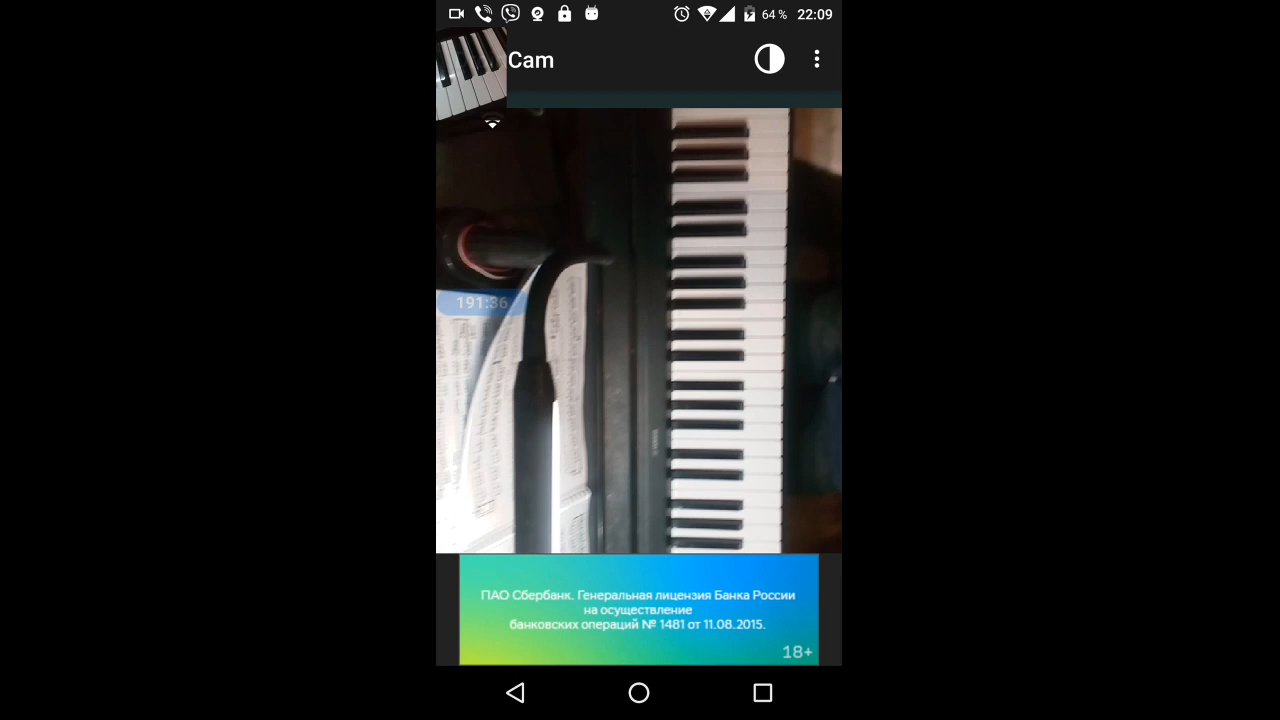 64 %
22:09
Cam
191:36
ПАО Сбербанк. Генеральная лицензия Банка России
на осуществление
банковских операций № 1481 от 11.08.2015.
18+